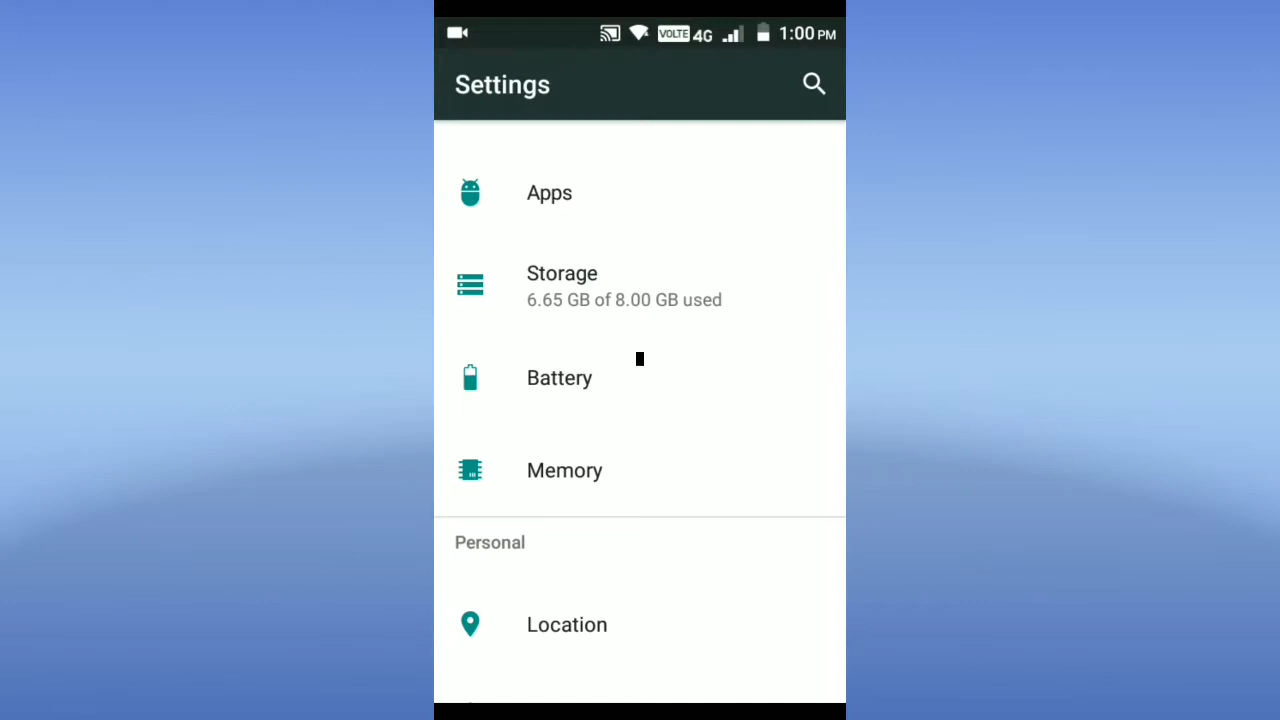 VOLTE 4G 1:00 PM
Settings
Apps
Storage
6.65 GB of 8.00 GB used
Battery
Memory
Personal
Location